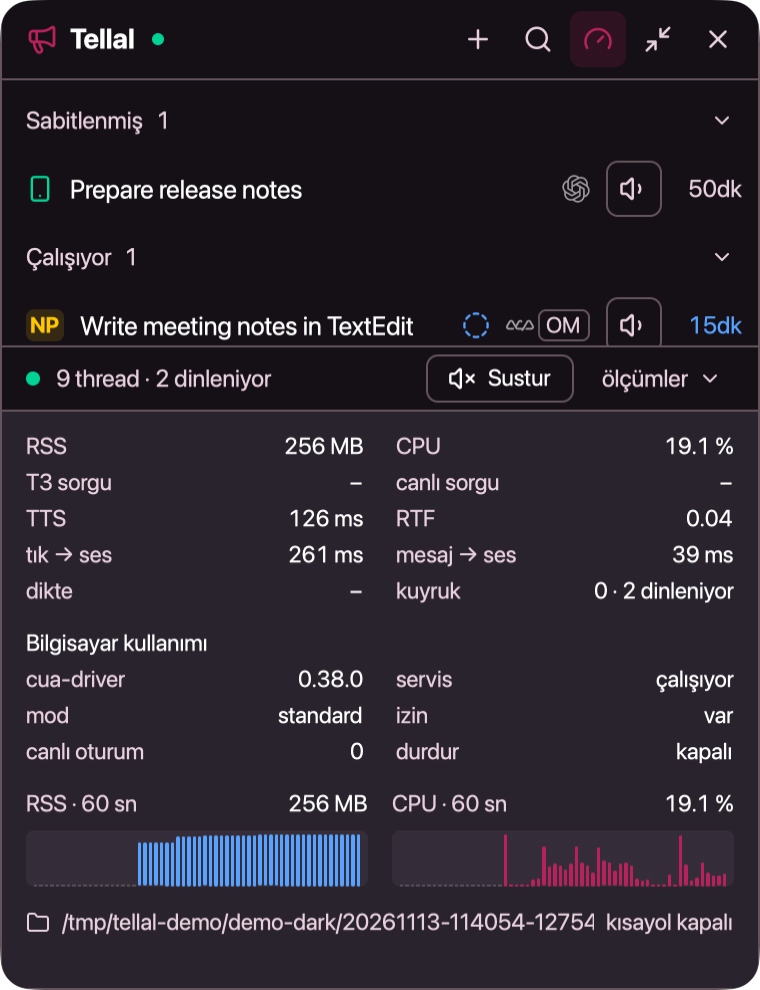 Tellal
Sabitlenmiş 1
Prepare release notes 50dk
Çalışıyor 1
NP Write meeting notes in TextEdit OM 15dk
9 thread · 2 dinleniyor Sustur ölçümler
RSS 256 MB CPU 19.1 %
T3 sorgu – canlı sorgu –
TTS 126 ms RTF 0.04
tık → ses 261 ms mesaj → ses 39 ms
dikte – kuyruk 0 · 2 dinleniyor
Bilgisayar kullanımı
cua-driver 0.38.0 servis çalışıyor
mod standard izin var
canlı oturum 0 durdur kapalı
RSS · 60 sn 256 MB CPU · 60 sn 19.1 %
/tmp/tellal-demo/demo-dark/20261113-114054-12754 kısayol kapalı